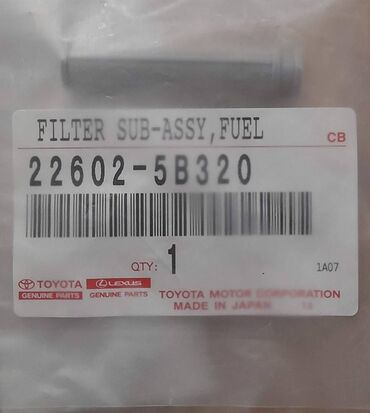 FILTER SUB-ASSY,FUEL
CB
22602-5B320
QTY: 1
1A07
TOYOTA
GENUINE PARTS
LEXUS
GENUINE PARTS
TOYOTA MOTOR CORPORATION
MADE IN JAPAN